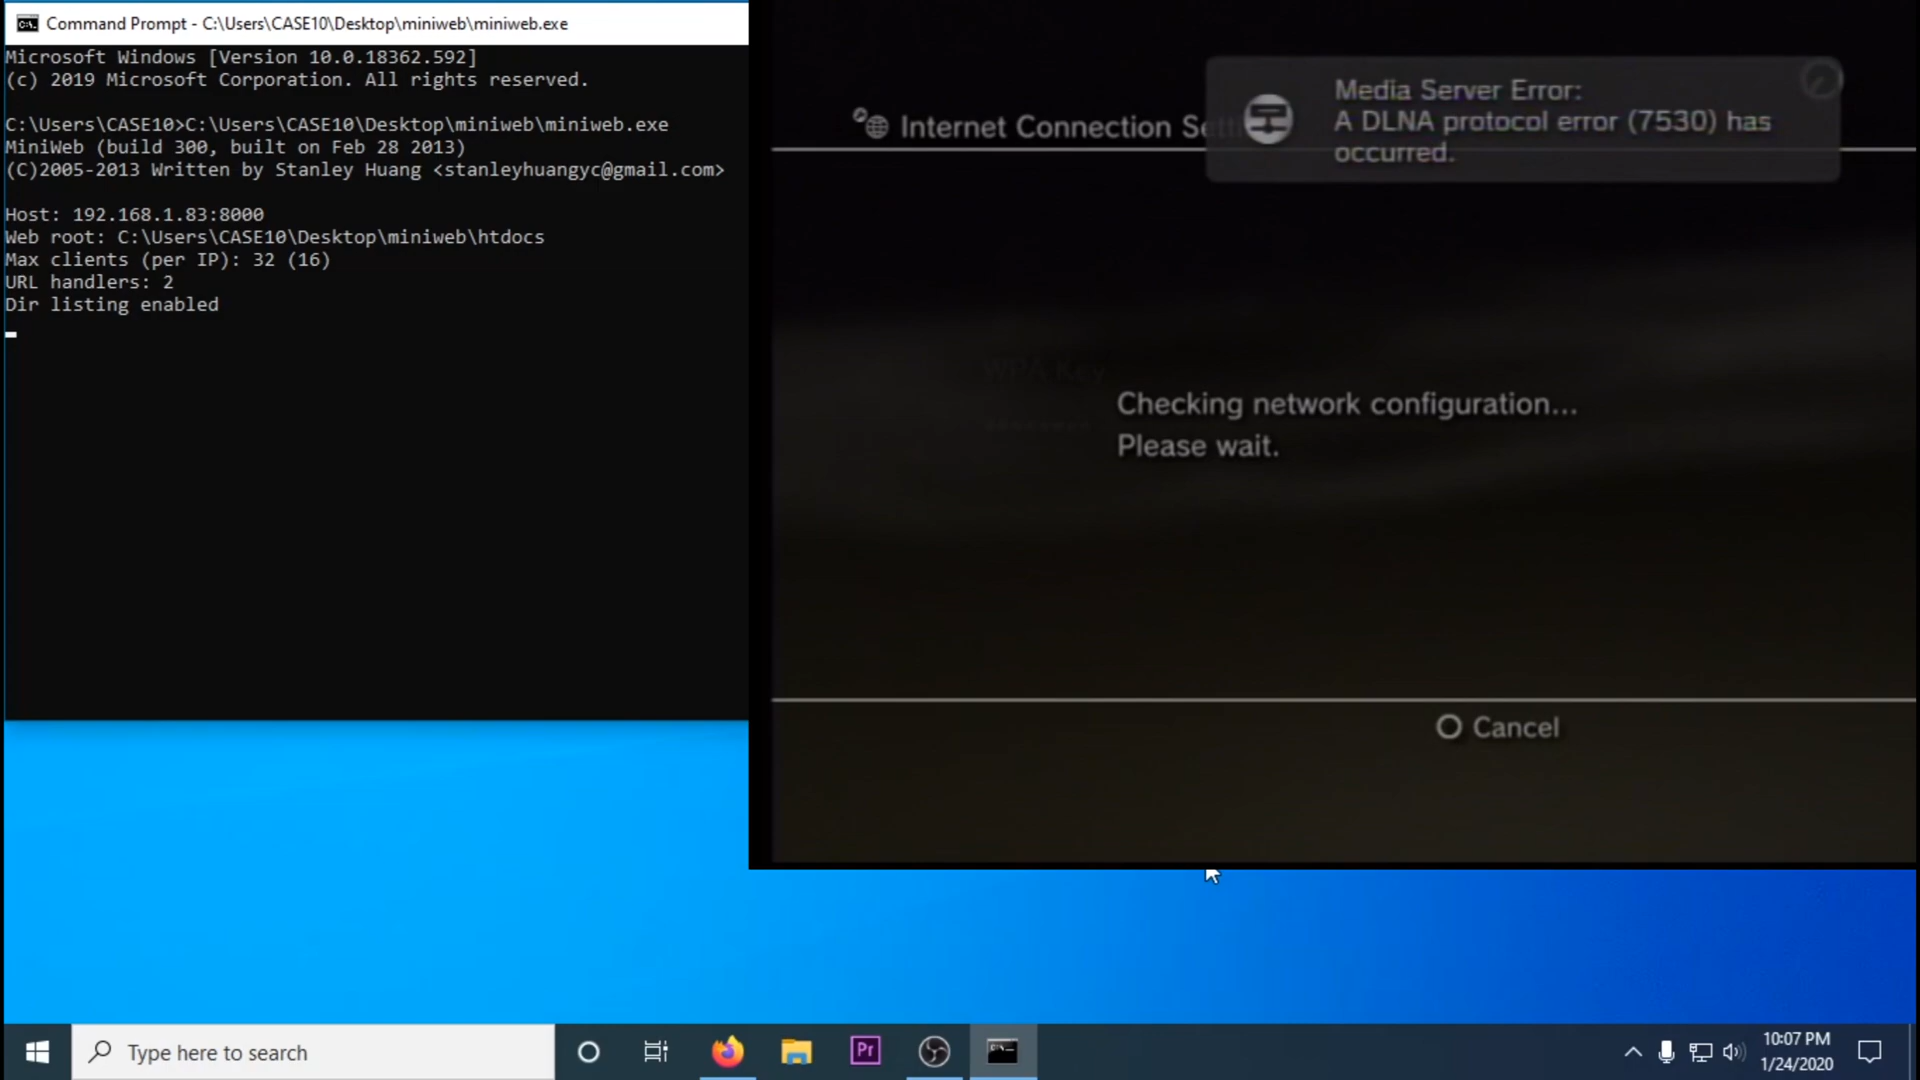 Command Prompt - C:\Users\CASE10\Desktop\miniweb\miniweb.exe
Microsoft Windows [Version 10.0.18362.592]
(c) 2019 Microsoft Corporation. All rights reserved.
C:\Users\CASE10>C:\Users\CASE10\Desktop\miniweb\miniweb.exe
MiniWeb (build 300, built on Feb 28 2013)
(C)2005-2013 Written by Stanley Huang <stanleyhuangyc@gmail.com>
Host: 192.168.1.83:8000
Web root: C:\Users\CASE10\Desktop\miniweb\htdocs
Max clients (per IP): 32 (16)
URL handlers: 2
Dir listing enabled
Media Server Error:
A DLNA protocol error (7530) has
occurred.
Internet Connection Sett
WPA Key
Checking network configuration...
Please wait.
Cancel
Type here to search
Pr
10:07 PM
1/24/2020